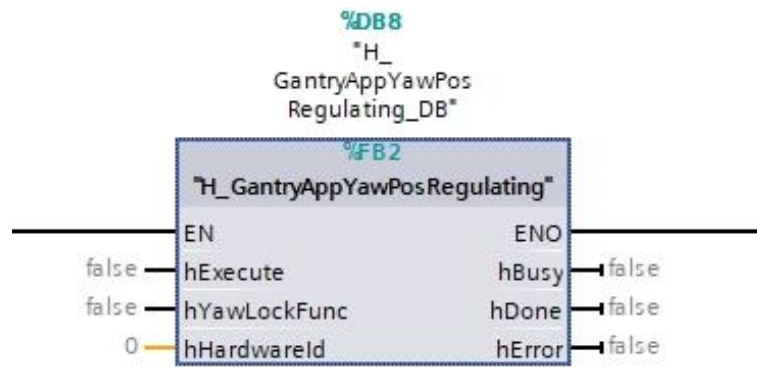 %DB8
"H_
GantryAppYawPos
Regulating_DB"
%FB2
"H_GantryAppYawPosRegulating"
EN ENO
false hExecute hBusy false
false hYawLockFunc hDone false
0 hHardwareId hError false